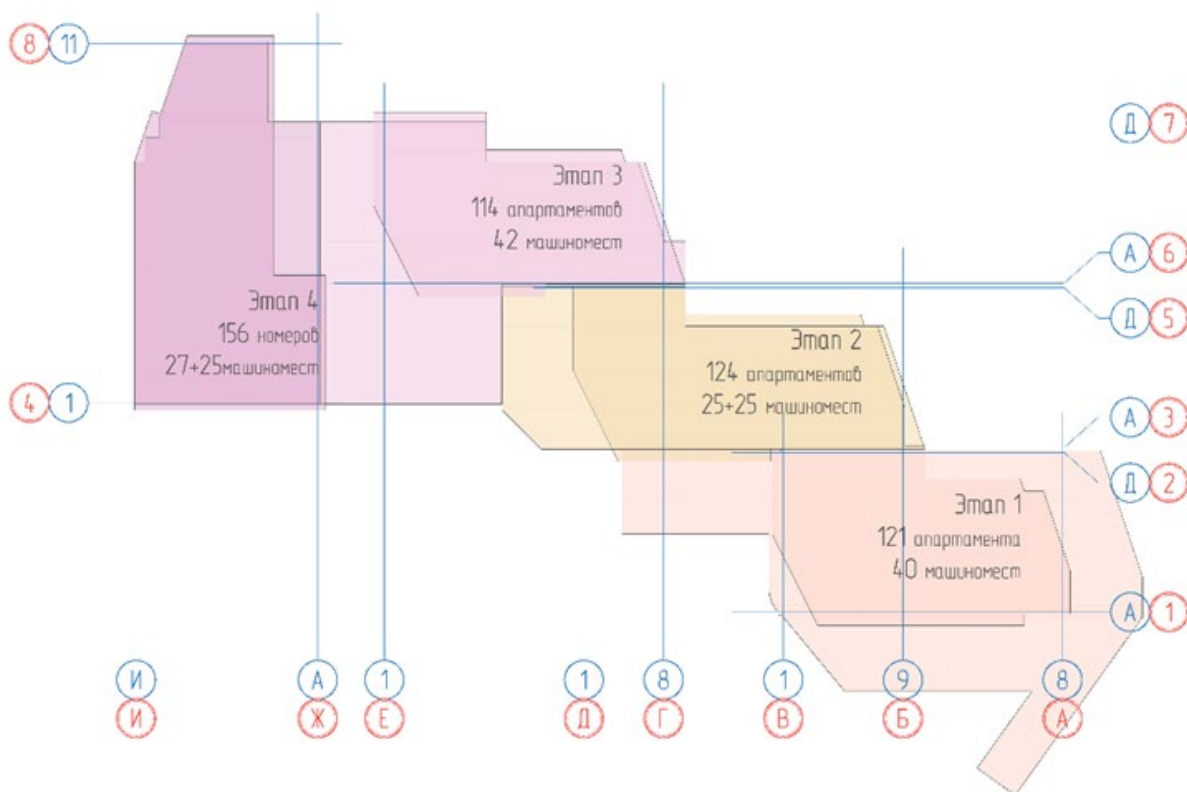 8 11
Д 7
Этап 3
114 апартаментов
42 машиномест
А 6
Этап 4
156 номеров
27+25машиномест
Д 5
Этап 2
124 апартаментов
25+25 машиномест
4 1
А 3
Д 2
Этап 1
121 апартамента
40 машиномест
А 1
И А 1 1 8 1 9 8
И Ж Е Д Г В Б А